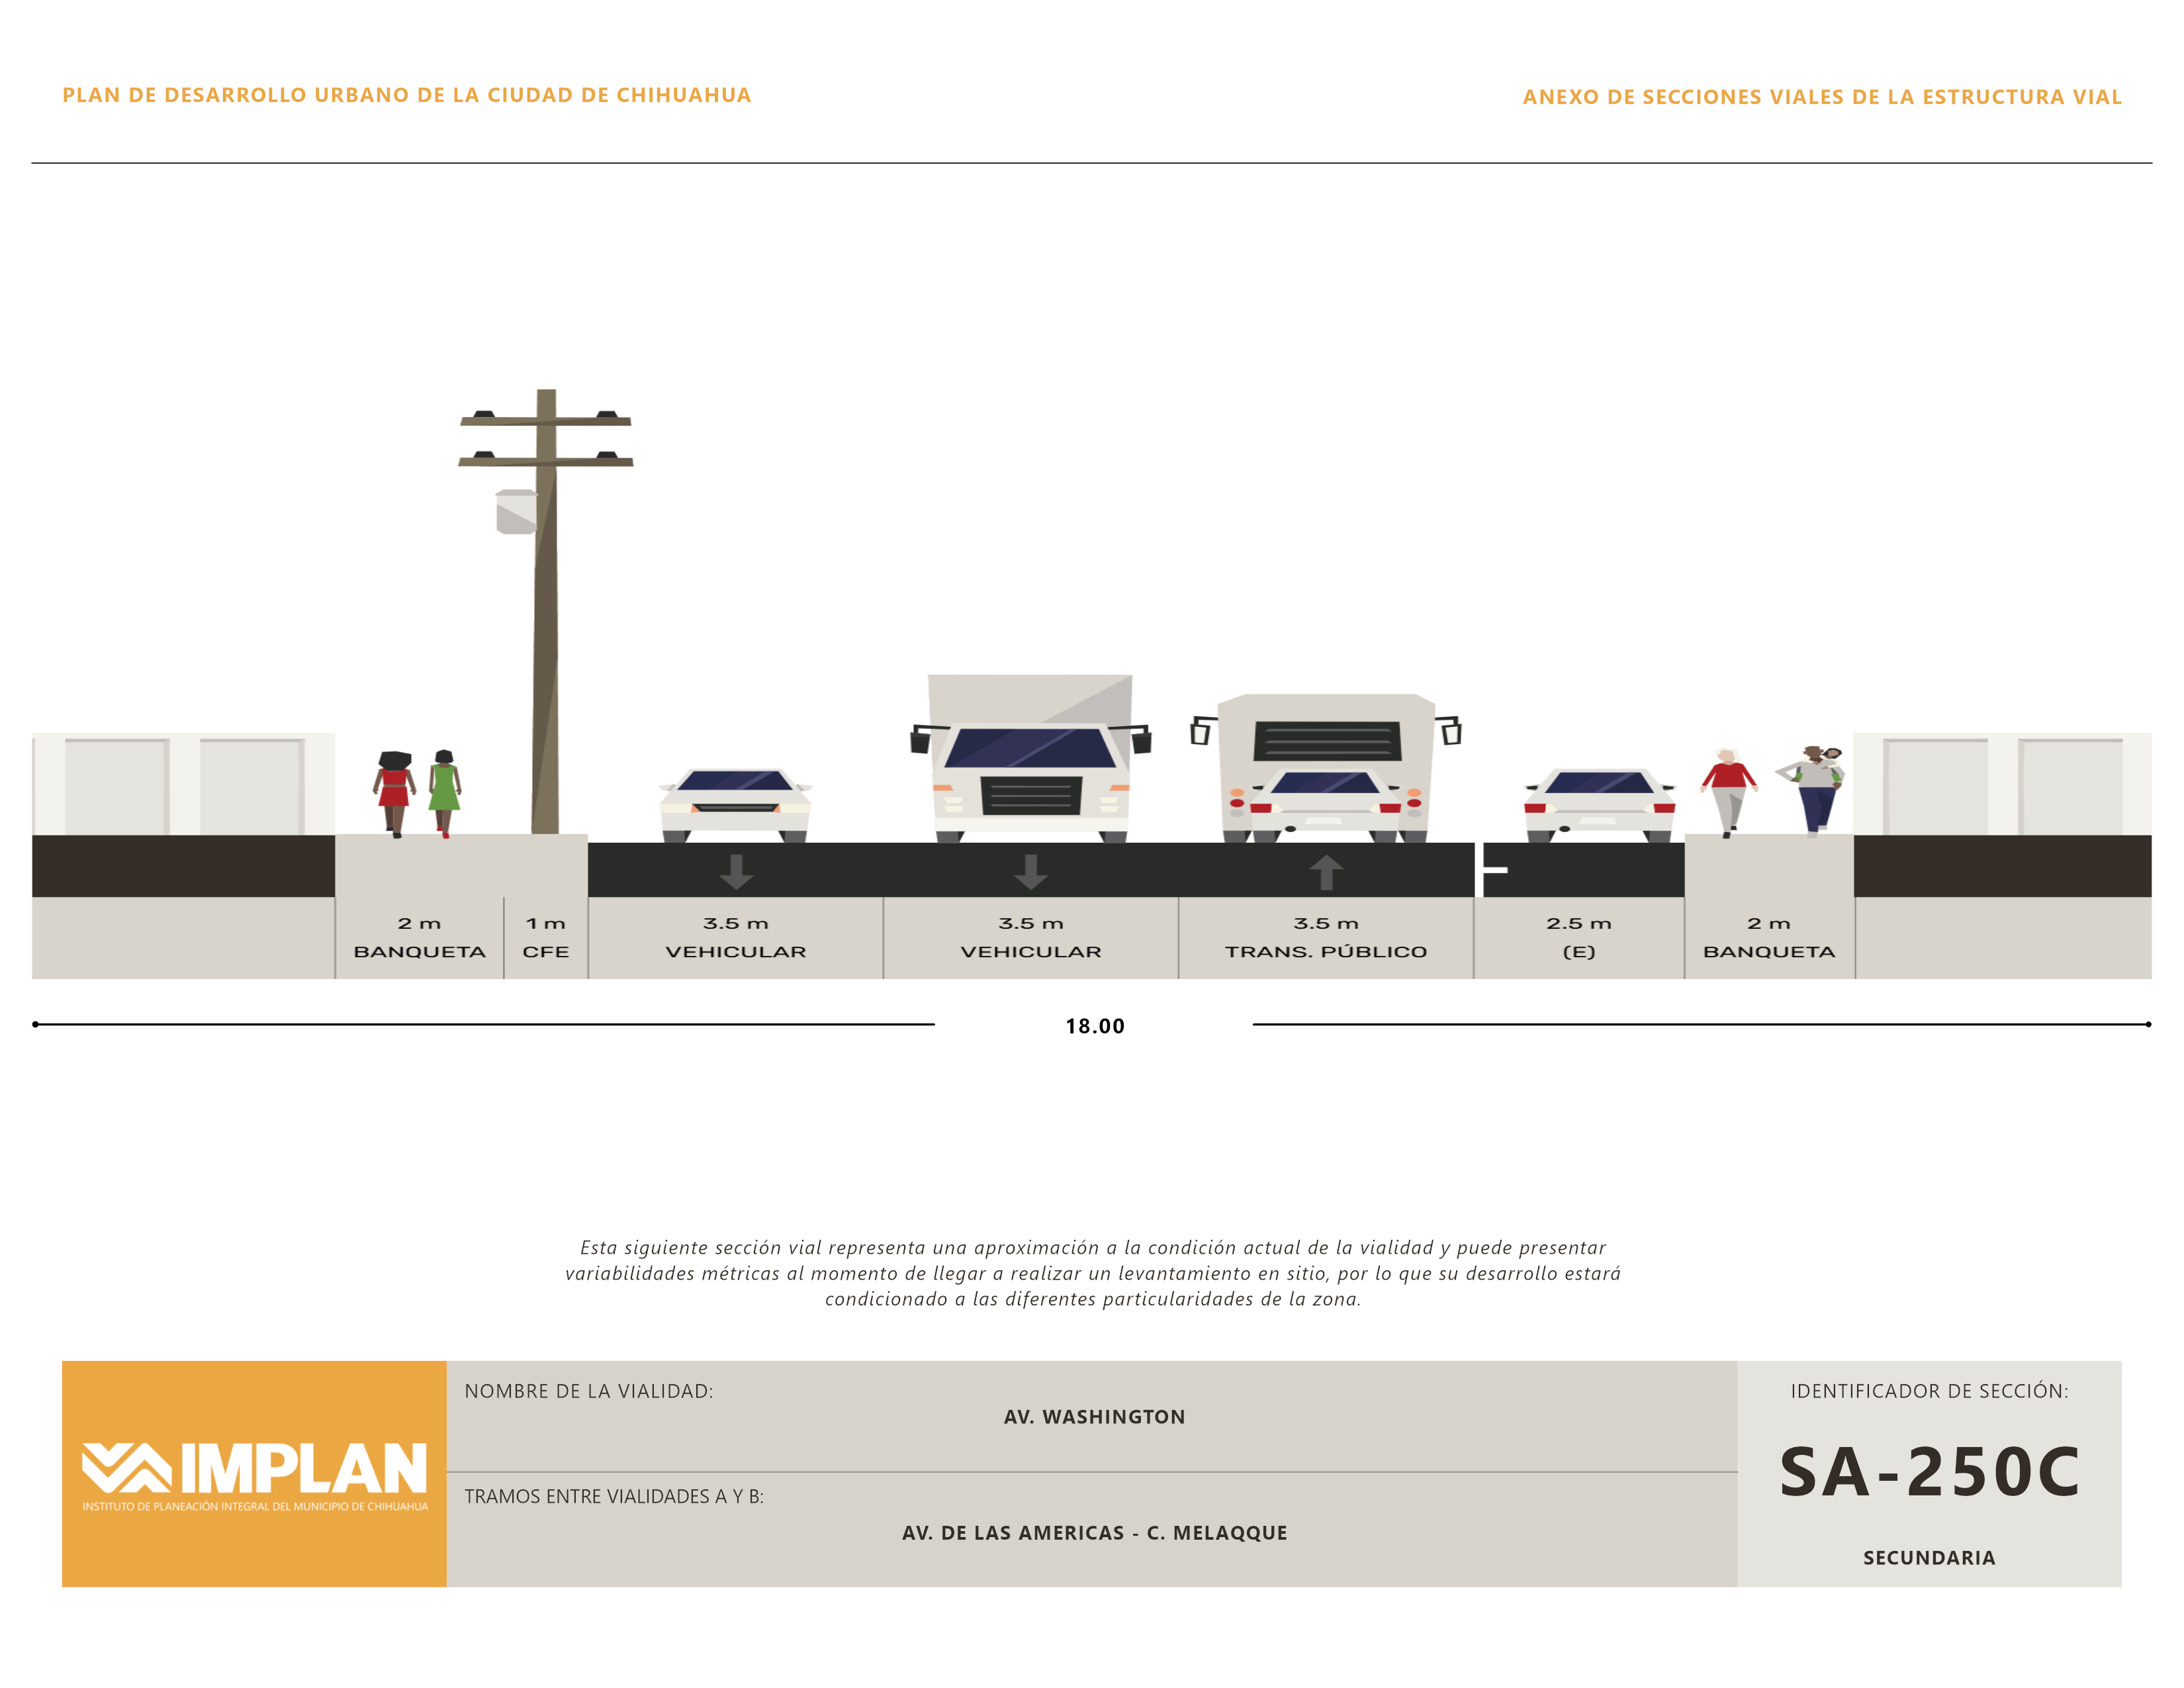 PLAN DE DESARROLLO URBANO DE LA CIUDAD DE CHIHUAHUA
ANEXO DE SECCIONES VIALES DE LA ESTRUCTURA VIAL
2 m
BANQUETA
1 m
CFE
3.5 m
VEHICULAR
3.5 m
VEHICULAR
3.5 m
TRANS. PÚBLICO
2.5 m
(E)
2 m
BANQUETA
18.00
Esta siguiente sección vial representa una aproximación a la condición actual de la vialidad y puede presentar
variabilidades métricas al momento de llegar a realizar un levantamiento en sitio, por lo que su desarrollo estará
condicionado a las diferentes particularidades de la zona.
IMPLAN
INSTITUTO DE PLANEACIÓN INTEGRAL DEL MUNICIPIO DE CHIHUAHUA
NOMBRE DE LA VIALIDAD:
AV. WASHINGTON
TRAMOS ENTRE VIALIDADES A Y B:
AV. DE LAS AMERICAS - C. MELAQQUE
IDENTIFICADOR DE SECCIÓN:
SA-250C
SECUNDARIA